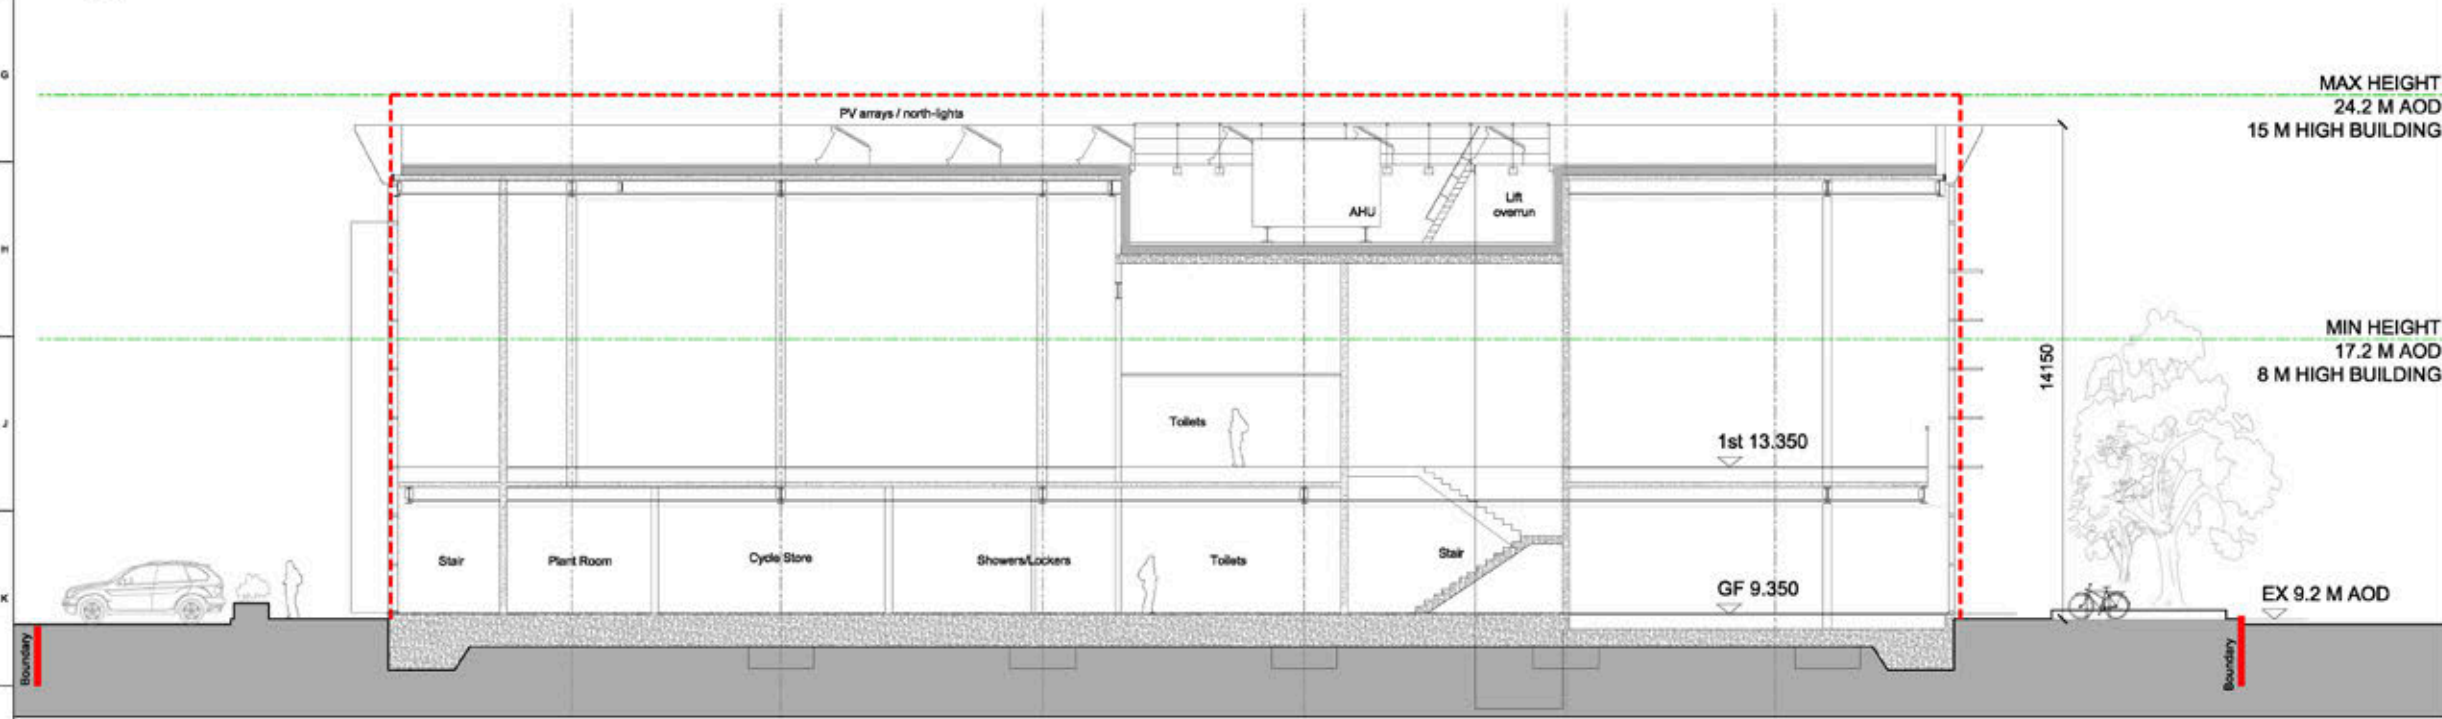 G
MAX HEIGHT
24.2 M AOD
15 M HIGH BUILDING
PV arrays / north-lights
AHU
Lift
overrun
H
MIN HEIGHT
17.2 M AOD
8 M HIGH BUILDING
14150
Toilets
J
1st 13.350
Stair
Plant Room
Cycle Store
Showers/Lockers
Toilets
Stair
GF 9.350
K
EX 9.2 M AOD
Boundary
Boundary